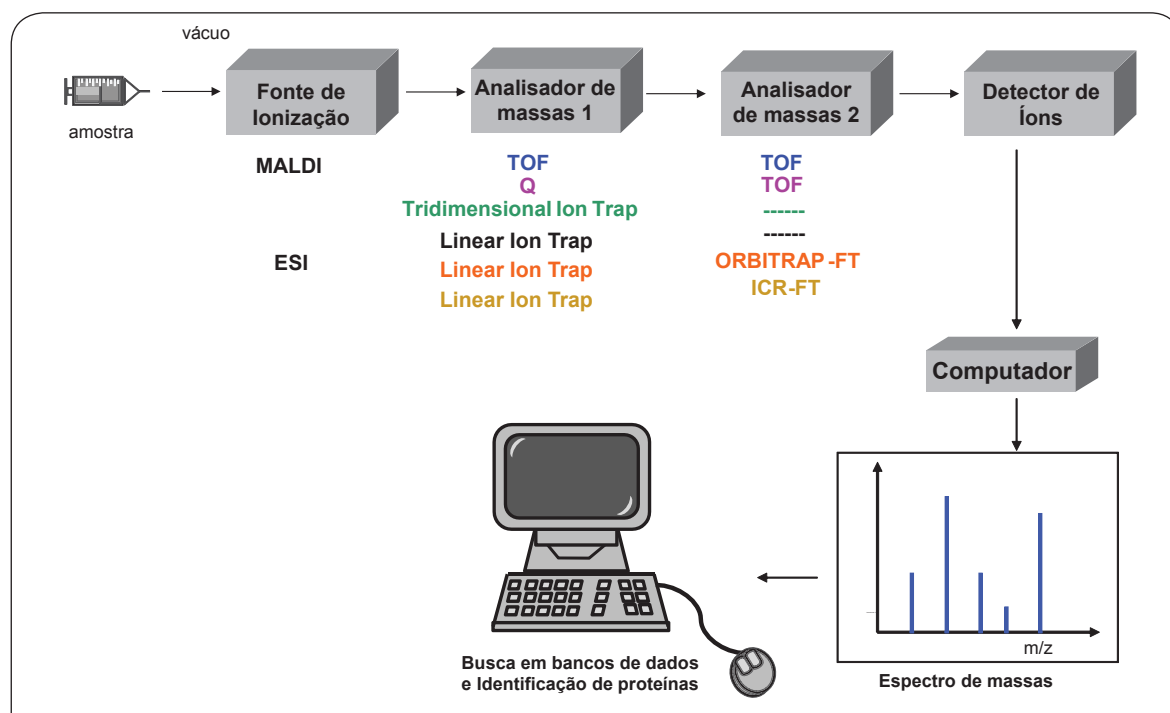 vácuo
amostra
Fonte de
Ionização
Analisador de
massas 1
Analisador
de massas 2
Detector de
Íons
MALDI
TOF
TOF
Q
TOF
Tridimensional Ion Trap
------
Linear Ion Trap
------
ESI
Linear Ion Trap
ORBITRAP -FT
Linear Ion Trap
ICR-FT
Computador
m/z
Espectro de massas
Busca em bancos de dados
e Identificação de proteínas